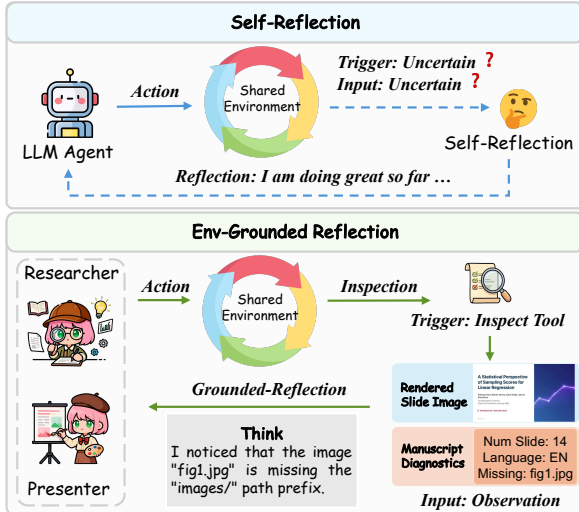 Self-Reflection
LLM Agent
Action
Shared
Environment
Trigger: Uncertain ?
Input: Uncertain ?
Self-Reflection
Reflection: I am doing great so far ...
Env-Grounded Reflection
Researcher
Presenter
Action
Shared
Environment
Inspection
Trigger: Inspect Tool
Grounded-Reflection
Think
I noticed that the image
"fig1.jpg" is missing the
"images/" path prefix.
Rendered
Slide Image
A Statistical Perspective
of Sampling Scores for
Linear Regression
Manuscript
Diagnostics
Num Slide: 14
Language: EN
Missing: fig1.jpg
Input: Observation